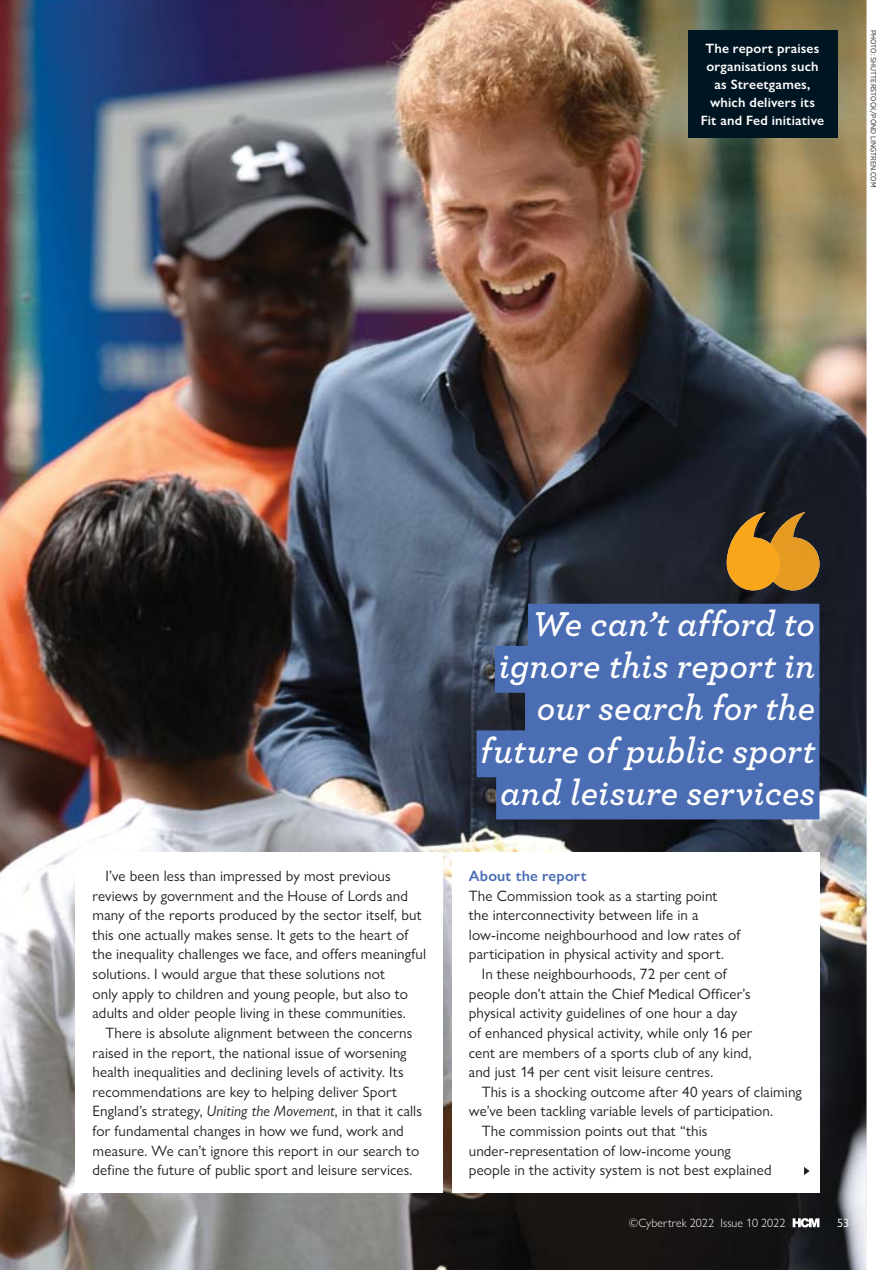 The report praises
organisations such
as Streetgames,
which delivers its
Fit and Fed initiative
PHOTO: SHUTTERSTOCK/POND LINGTREN.COM
We can’t afford to
ignore this report in
our search for the
future of public sport
and leisure services
I’ve been less than impressed by most previous
reviews by government and the House of Lords and
many of the reports produced by the sector itself, but
this one actually makes sense. It gets to the heart of
the inequality challenges we face, and offers meaningful
solutions. I would argue that these solutions not
only apply to children and young people, but also to
adults and older people living in these communities.
There is absolute alignment between the concerns
raised in the report, the national issue of worsening
health inequalities and declining levels of activity. Its
recommendations are key to helping deliver Sport
England’s strategy, Uniting the Movement, in that it calls
for fundamental changes in how we fund, work and
measure. We can’t ignore this report in our search to
define the future of public sport and leisure services.
About the report
The Commission took as a starting point
the interconnectivity between life in a
low-income neighbourhood and low rates of
participation in physical activity and sport.
In these neighbourhoods, 72 per cent of
people don’t attain the Chief Medical Officer’s
physical activity guidelines of one hour a day
of enhanced physical activity, while only 16 per
cent are members of a sports club of any kind,
and just 14 per cent visit leisure centres.
This is a shocking outcome after 40 years of claiming
we’ve been tackling variable levels of participation.
The commission points out that “this
under-representation of low-income young
people in the activity system is not best explained
©Cybertrek 2022 Issue 10 2022 HCM 53